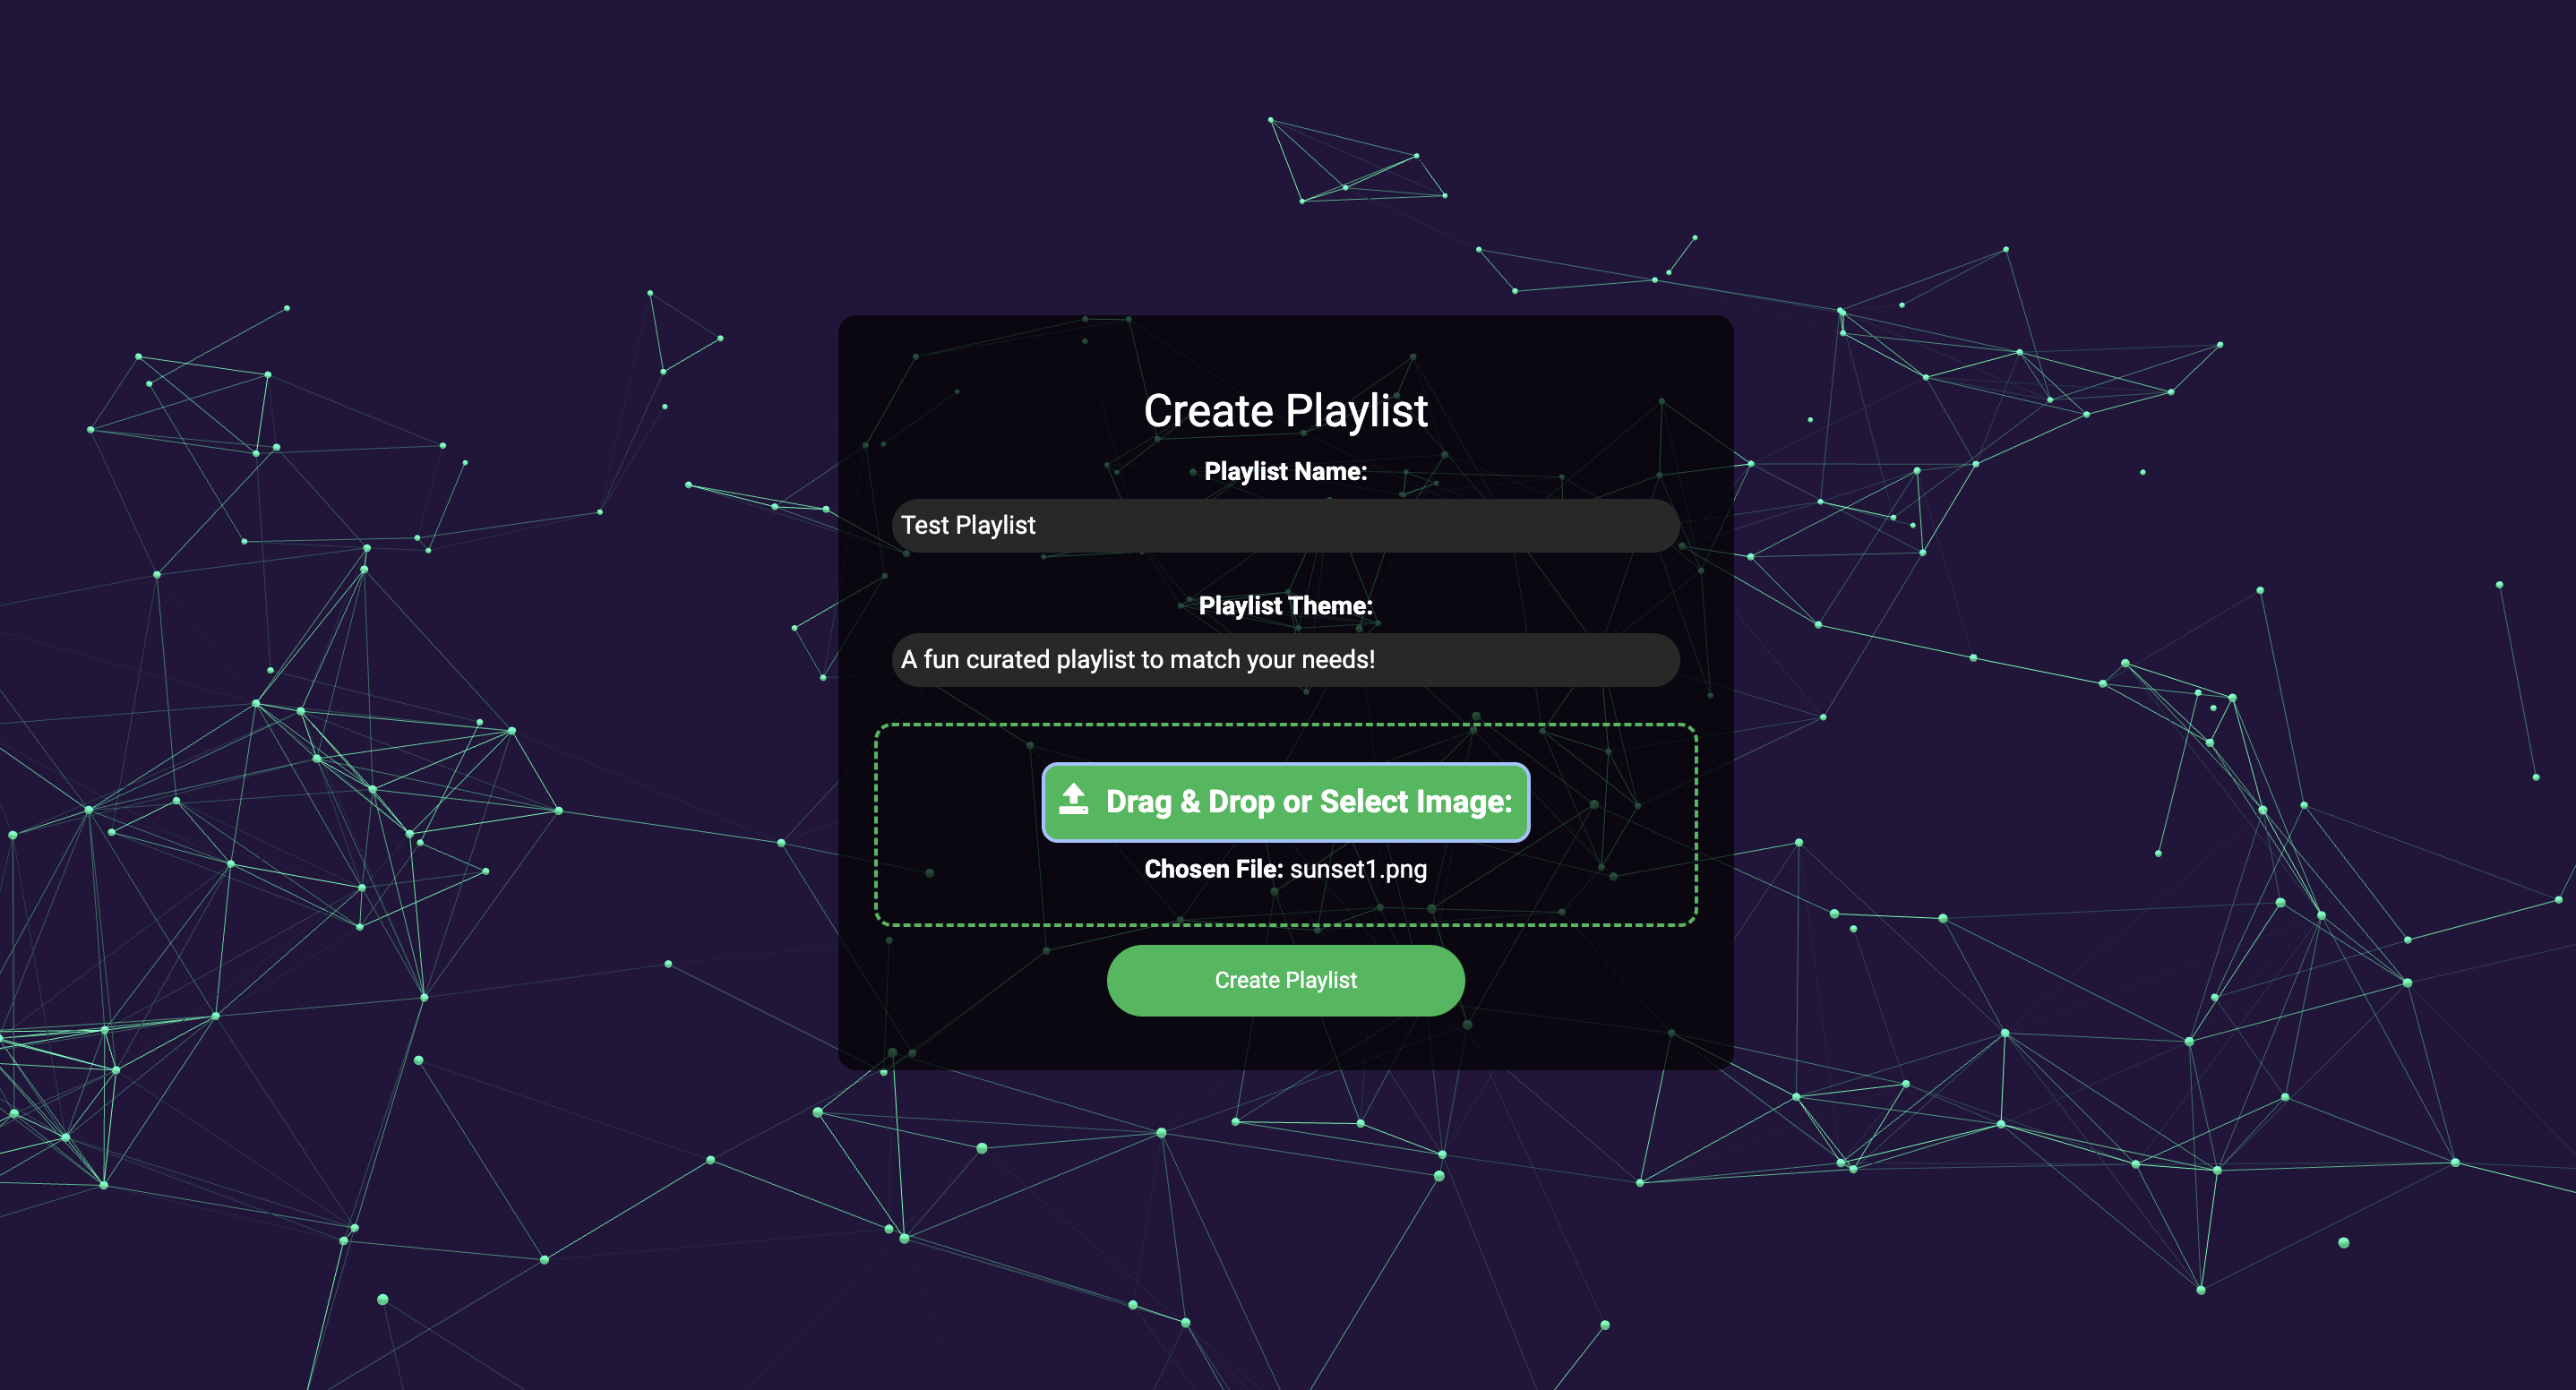 Create Playlist
Playlist Name:
Test Playlist
Playlist Theme:
A fun curated playlist to match your needs!
Drag & Drop or Select Image:
Chosen File: sunset1.png
Create Playlist